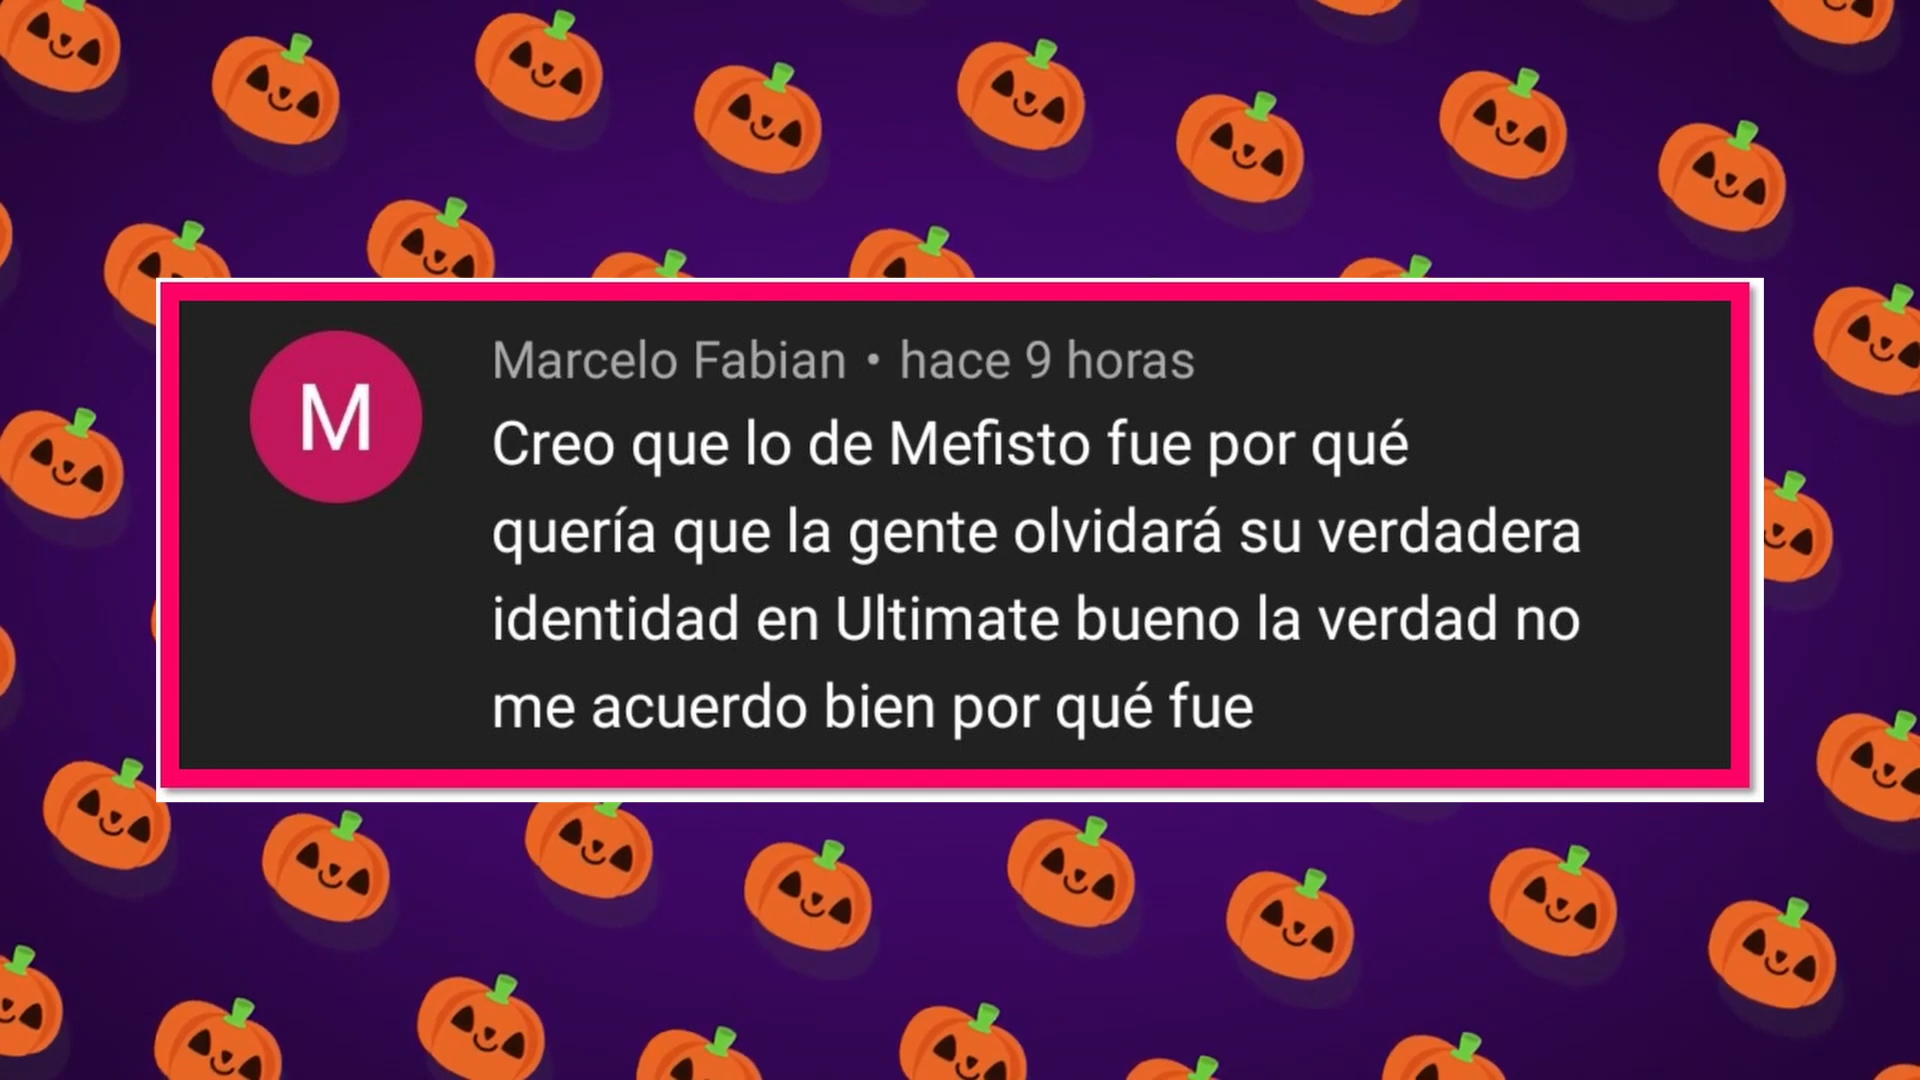 M
Marcelo Fabian • hace 9 horas
Creo que lo de Mefisto fue por qué
quería que la gente olvidará su verdadera
identidad en Ultimate bueno la verdad no
me acuerdo bien por qué fue